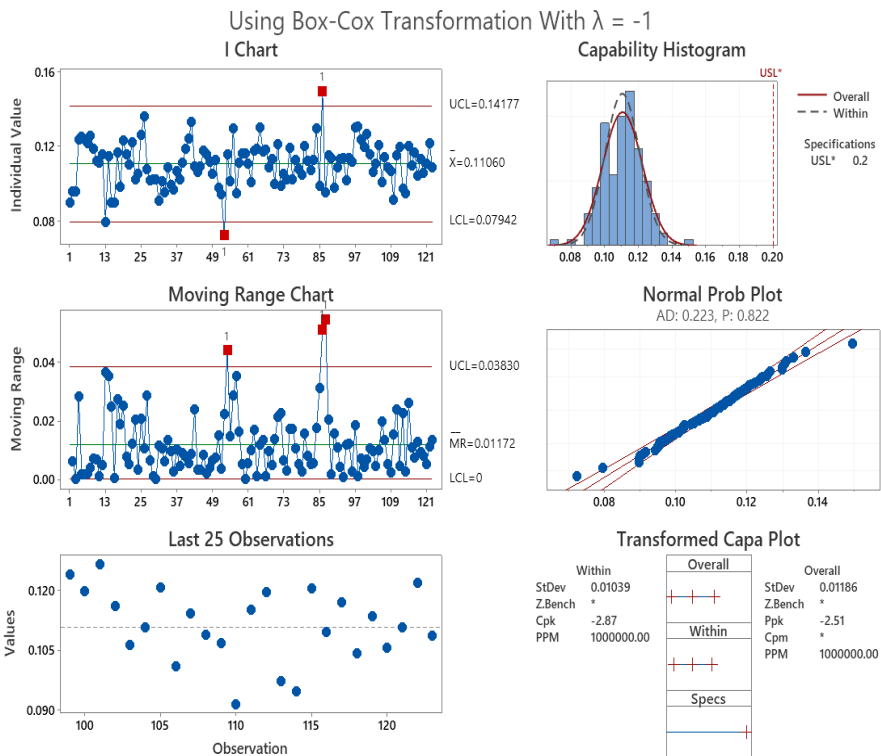 Using Box-Cox Transformation With λ = -1
I Chart
Individual Value
0.16
0.12
0.08
1
1
UCL=0.14177
_
X=0.11060
LCL=0.07942
1 13 25 37 49 61 73 85 97 109 121
Capability Histogram
USL*
Overall
Within
Specifications
USL* 0.2
0.08 0.10 0.12 0.14 0.16 0.18 0.20
Moving Range Chart
Moving Range
0.04
0.02
0.00
1
1
UCL=0.03830
__
MR=0.01172
LCL=0
1 13 25 37 49 61 73 85 97 109 121
Normal Prob Plot
AD: 0.223, P: 0.822
0.08 0.10 0.12 0.14
Last 25 Observations
Values
0.120
0.105
0.090
100 105 110 115 120
Observation
Transformed Capa Plot
Within
StDev 0.01039
Z.Bench *
Cpk -2.87
PPM 1000000.00
Overall
Within
Specs
Overall
StDev 0.01186
Z.Bench *
Ppk -2.51
Cpm *
PPM 1000000.00